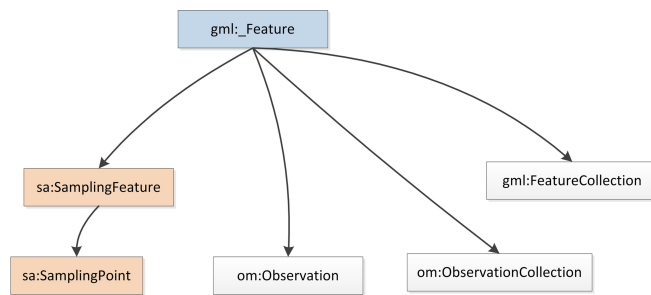 gml:_Feature
sa:SamplingFeature
gml:FeatureCollection
sa:SamplingPoint
om:Observation
om:ObservationCollection